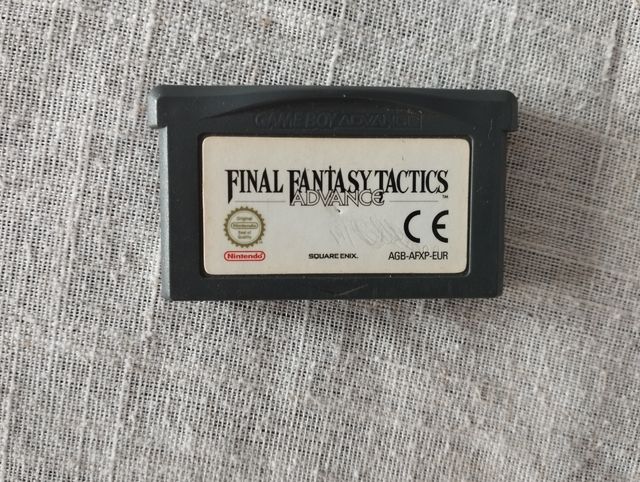 GAME BOY ADVANCE
FINAL FANTASY TACTICS
ADVANCE
TM
Original
Nintendo
Seal of
Quality
CE
Nintendo
SQUARE ENIX.
AGB-AFXP-EUR